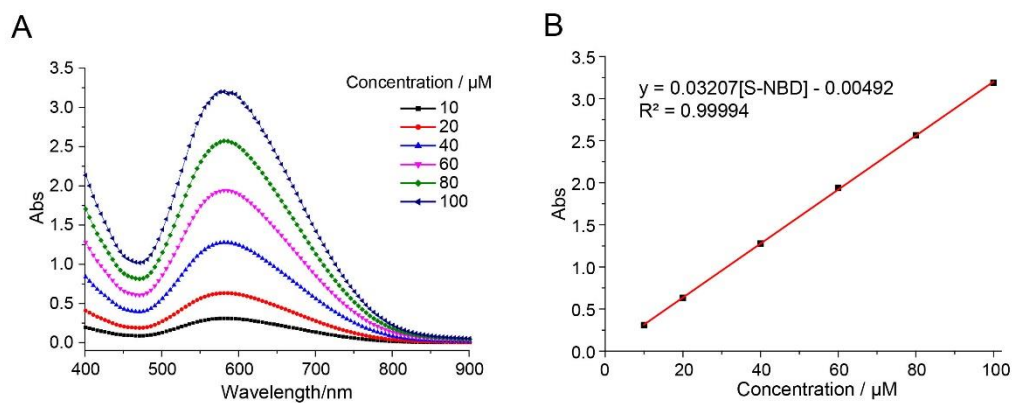 A
Abs
3.5
3.0
2.5
2.0
1.5
1.0
0.5
0.0
Concentration / μM
10
20
40
60
80
100
400 500 600 700 800 900
Wavelength/nm
B
Abs
3.5
3.0
2.5
2.0
1.5
1.0
0.5
0.0
y = 0.03207[S-NBD] - 0.00492
R² = 0.99994
20 40 60 80 100
Concentration / μM